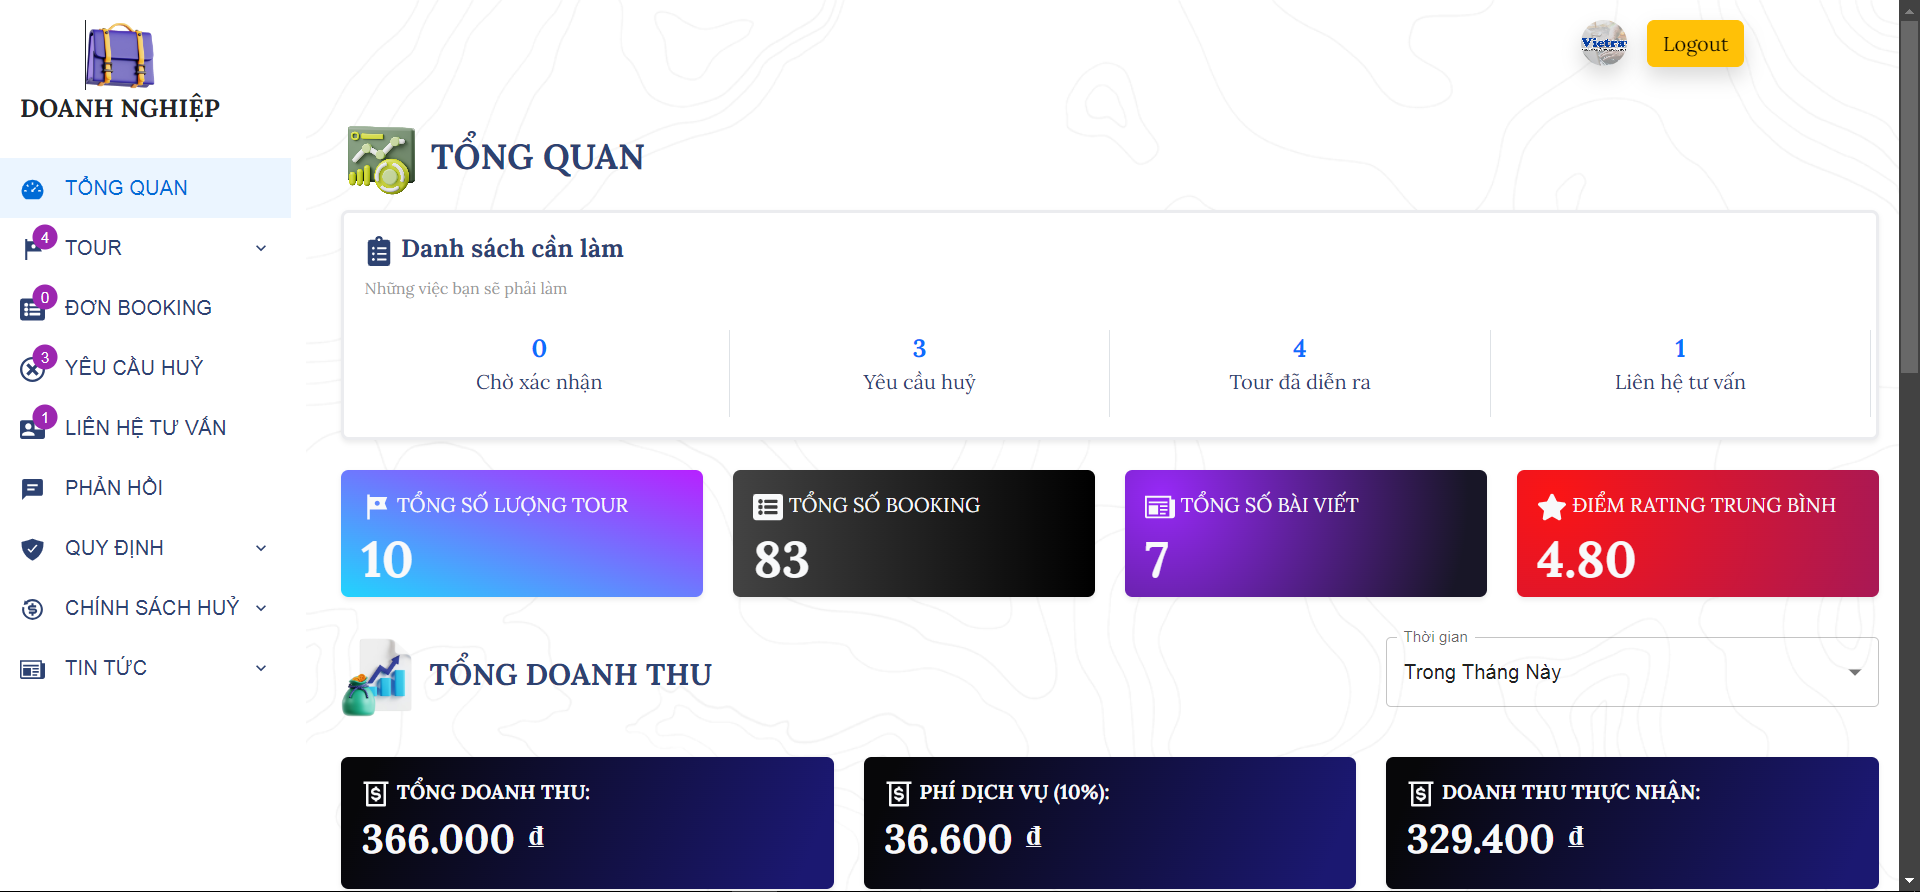 DOANH NGHIỆP
TỔNG QUAN
4
TOUR
0
ĐƠN BOOKING
3
YÊU CẦU HUỶ
1
LIÊN HỆ TƯ VẤN
PHẢN HỒI
QUY ĐỊNH
CHÍNH SÁCH HUỶ
TIN TỨC
Vietra
Logout
TỔNG QUAN
Danh sách cần làm
Những việc bạn sẽ phải làm
0
Chờ xác nhận
3
Yêu cầu huỷ
4
Tour đã diễn ra
1
Liên hệ tư vấn
TỔNG SỐ LƯỢNG TOUR
10
TỔNG SỐ BOOKING
83
TỔNG SỐ BÀI VIẾT
7
ĐIỂM RATING TRUNG BÌNH
4.80
TỔNG DOANH THU
Thời gian
Trong Tháng Này
TỔNG DOANH THU:
366.000 ₫
PHÍ DỊCH VỤ (10%):
36.600 ₫
DOANH THU THỰC NHẬN:
329.400 ₫